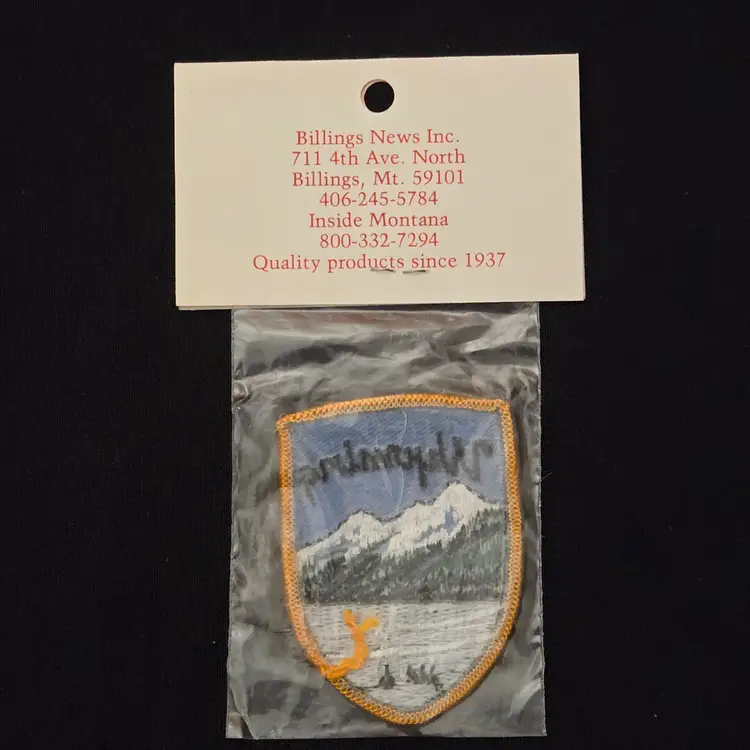 Billings News Inc.
711 4th Ave. North
Billings, Mt. 59101
406-245-5784
Inside Montana
800-332-7294
Quality products since 1937
Wyoming